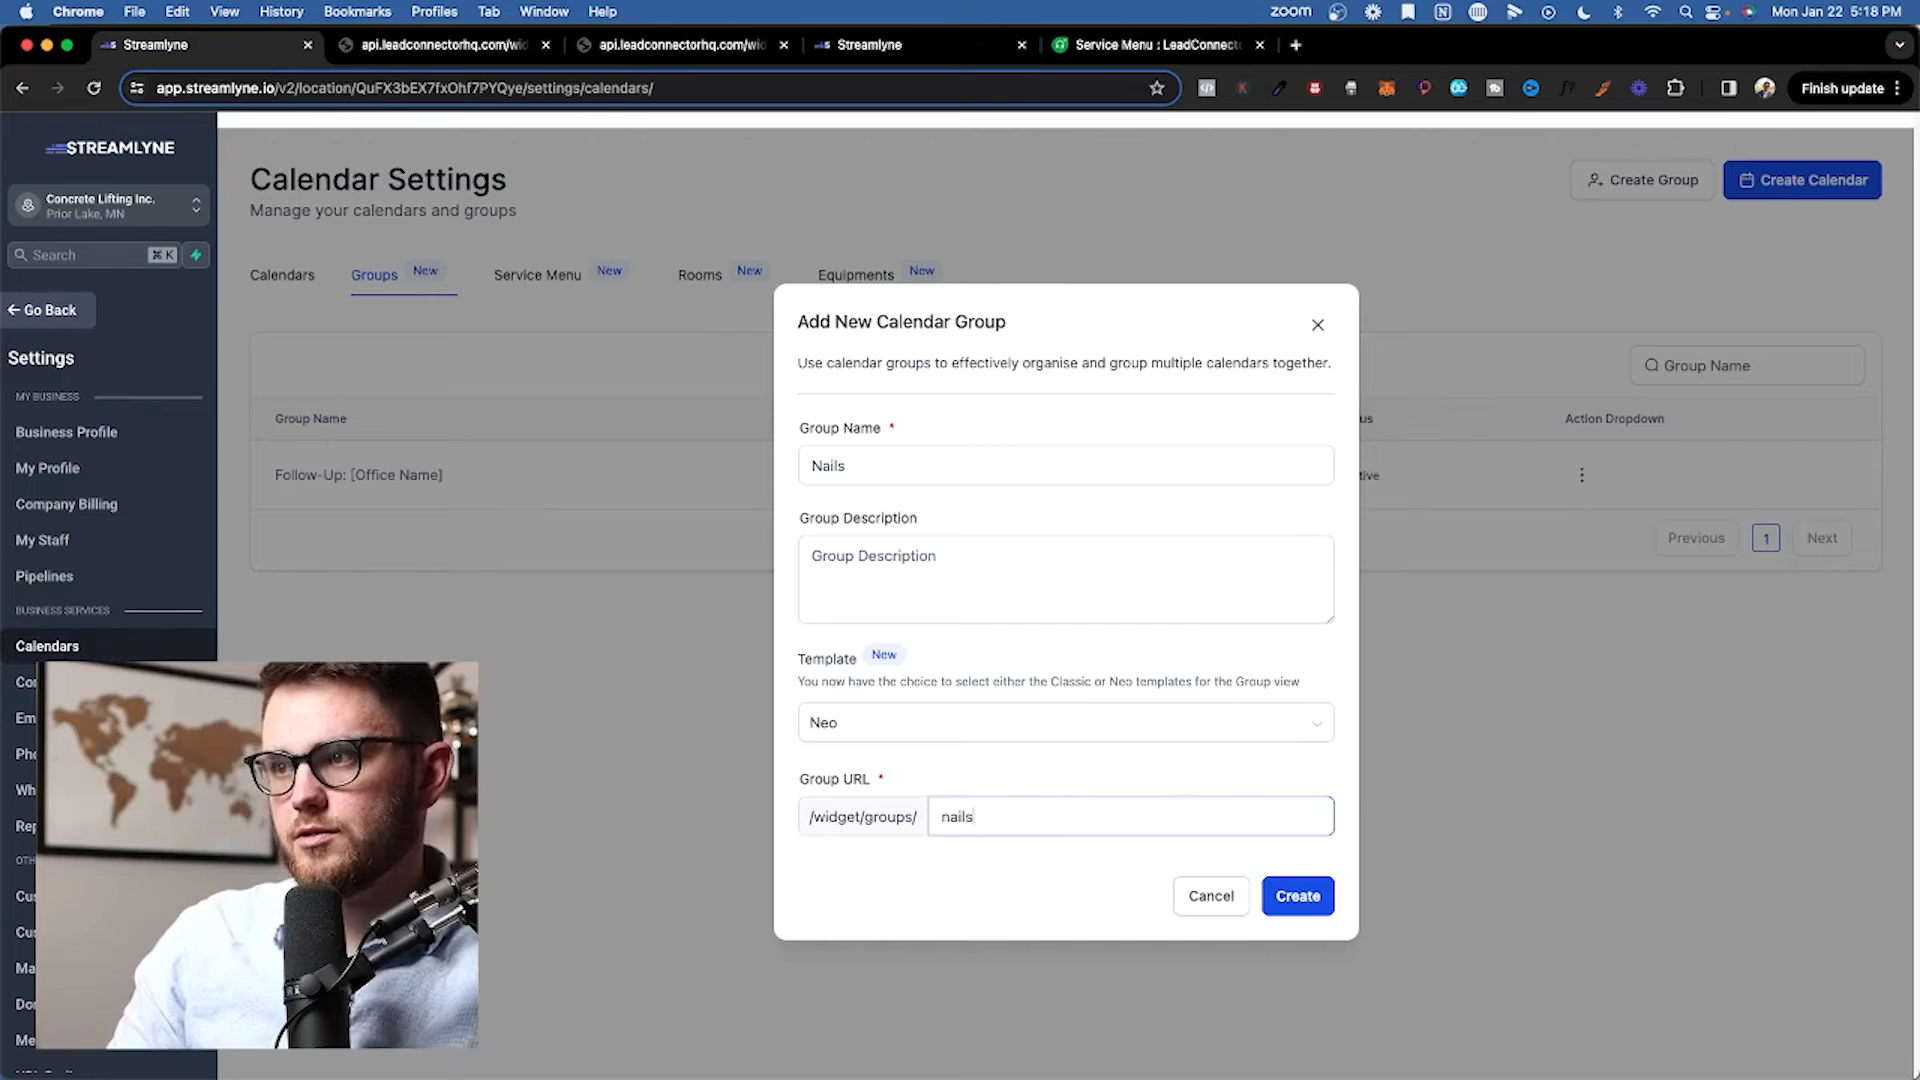 Chrome File Edit View History Bookmarks Profiles Tab Window Help zoom Mon Jan 22 5:18 PM
Streamlyne api.leadconnectorhq.com/wid api.leadconnectorhq.com/wid Streamlyne Service Menu : LeadConnecto
app.streamlyne.io/v2/location/QuFX3bEX7fxOhf7PYQye/settings/calendars/ Finish update
STREAMLYNE
Concrete Lifting Inc.
Prior Lake, MN
Search ⌘ K
Go Back
Settings
MY BUSINESS
Business Profile
My Profile
Company Billing
My Staff
Pipelines
BUSINESS SERVICES
Calendars
Co
Em
Pho
Wh
Rep
OTH
Cus
Cus
Ma
Dor
Me
Calendar Settings
Manage your calendars and groups
Create Group Create Calendar
Calendars Groups New Service Menu New Rooms New Equipments New
Group Name
Group Name us Action Dropdown
Follow-Up: [Office Name] tive
Previous 1 Next
Add New Calendar Group
Use calendar groups to effectively organise and group multiple calendars together.
Group Name *
Nails
Group Description
Group Description
Template New
You now have the choice to select either the Classic or Neo templates for the Group view
Neo
Group URL *
/widget/groups/ nails
Cancel Create